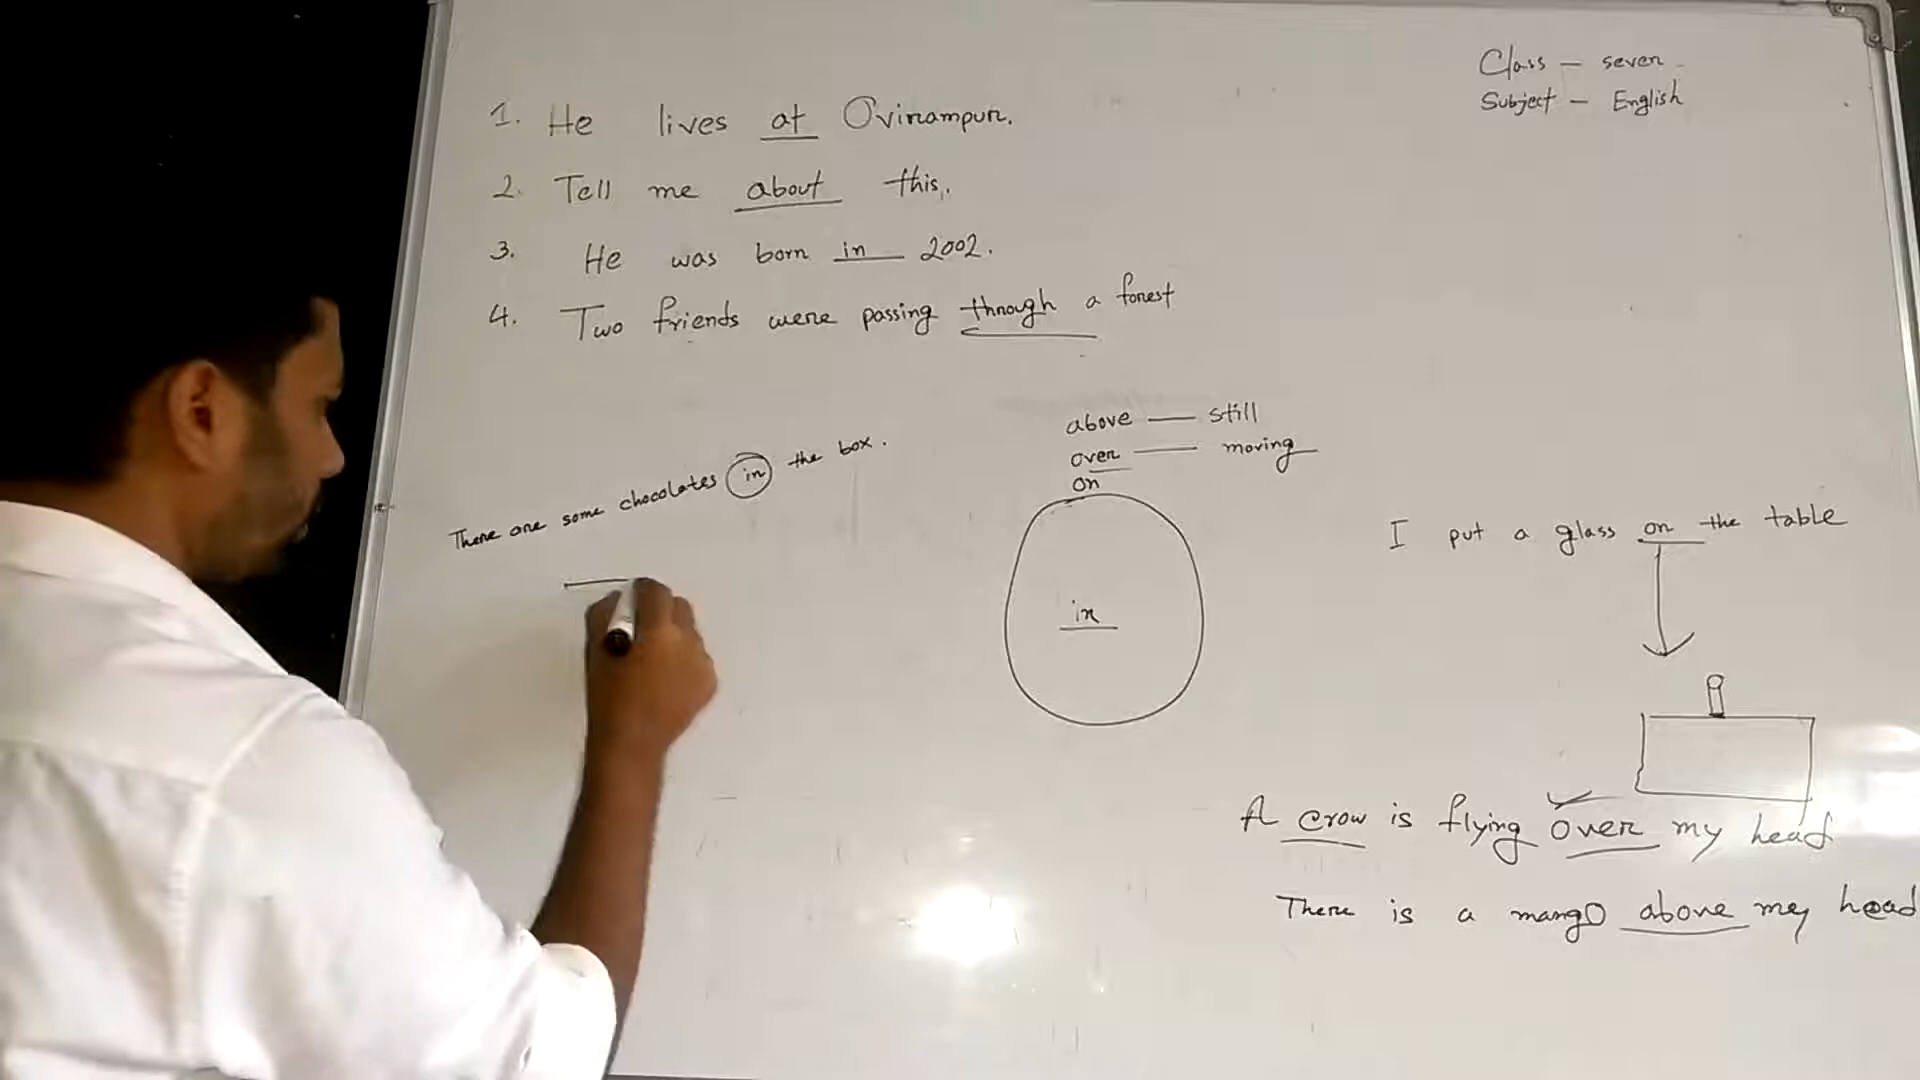 Class — seven
Subject — English
1. He lives at Ovirampur.
2. Tell me about this.
3. He was born in 2002.
4. Two friends were passing through a forest
There are some chocolates in the box.
above — still
over — moving
on
in
I put a glass on the table
A crow is flying over my head
There is a mango above my head